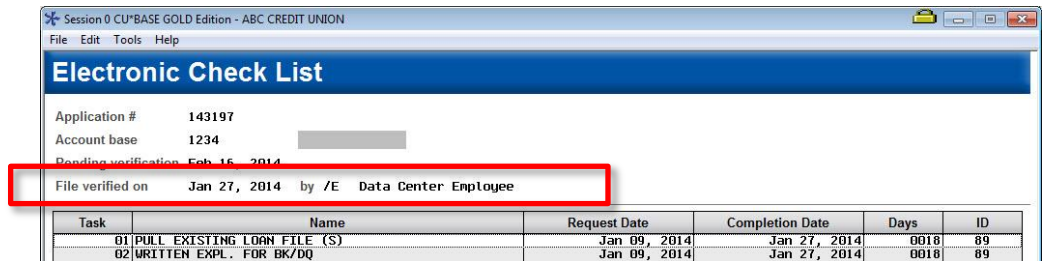 Session 0 CU*BASE GOLD Edition - ABC CREDIT UNION
File Edit Tools Help
Electronic Check List
Application # 143197
Account base 1234
Pending verification Feb 16, 2014
File verified on Jan 27, 2014 by /E Data Center Employee
Task Name Request Date Completion Date Days ID
01 PULL EXISTING LOAN FILE (S) Jan 09, 2014 Jan 27, 2014 0018 89
02 WRITTEN EXPL. FOR BK/DQ Jan 09, 2014 Jan 27, 2014 0018 89